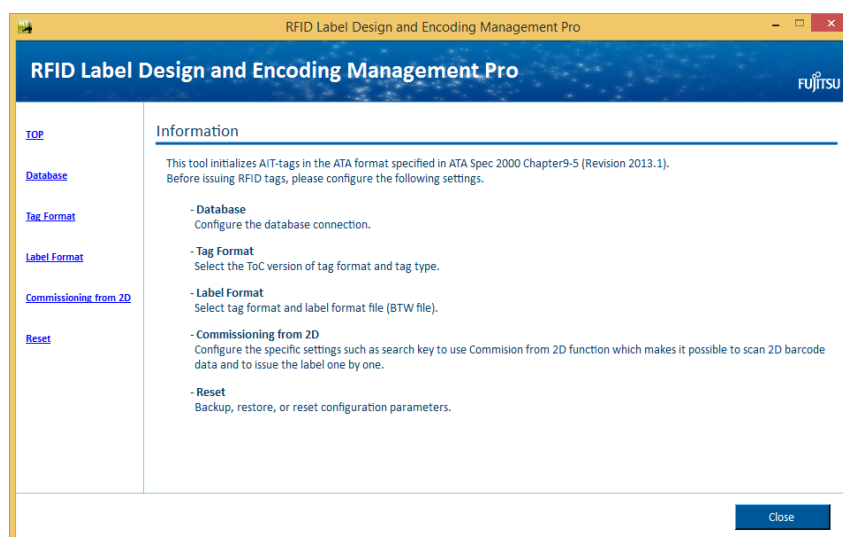 AIT
RFID Label Design and Encoding Management Pro
RFID Label Design and Encoding Management Pro
FUJITSU
TOP
Database
Tag Format
Label Format
Commissioning from 2D
Reset
Information
This tool initializes AIT-tags in the ATA format specified in ATA Spec 2000 Chapter9-5 (Revision 2013.1).
Before issuing RFID tags, please configure the following settings.
- Database
Configure the database connection.
- Tag Format
Select the ToC version of tag format and tag type.
- Label Format
Select tag format and label format file (BTW file).
- Commissioning from 2D
Configure the specific settings such as search key to use Commision from 2D function which makes it possible to scan 2D barcode
data and to issue the label one by one.
- Reset
Backup, restore, or reset configuration parameters.
Close